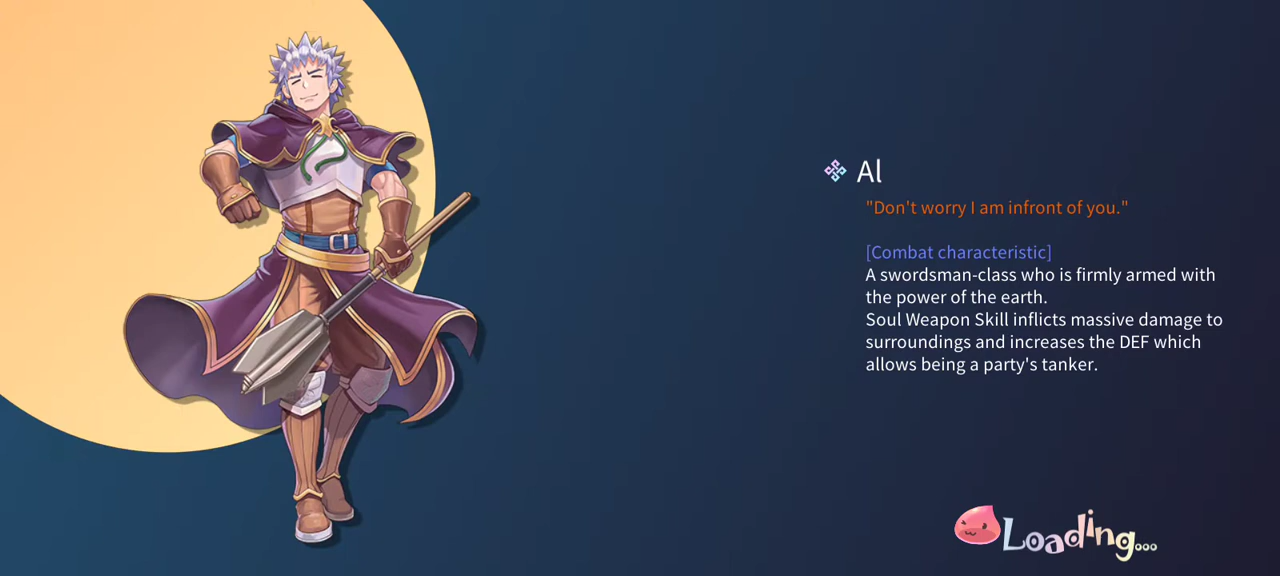 Al
"Don't worry I am infront of you."
[Combat characteristic]
A swordsman-class who is firmly armed with
the power of the earth.
Soul Weapon Skill inflicts massive damage to
surroundings and increases the DEF which
allows being a party's tanker.
Loading...